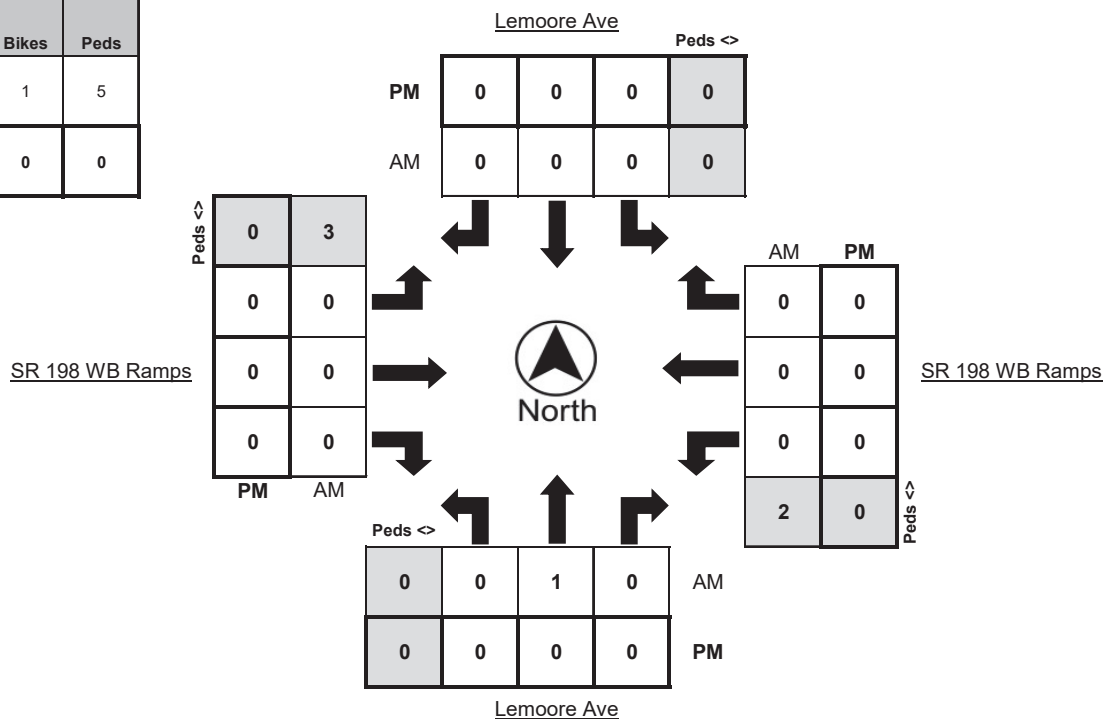 Bikes Peds
1 5
0 0
Lemoore Ave
Peds <>
PM 0 0 0 0
AM 0 0 0 0
Peds <>
0 3
0 0
0 0
0 0
PM AM
SR 198 WB Ramps
North
AM PM
0 0
0 0
0 0
2 0
Peds <>
SR 198 WB Ramps
Peds <>
0 0 1 0 AM
0 0 0 0 PM
Lemoore Ave